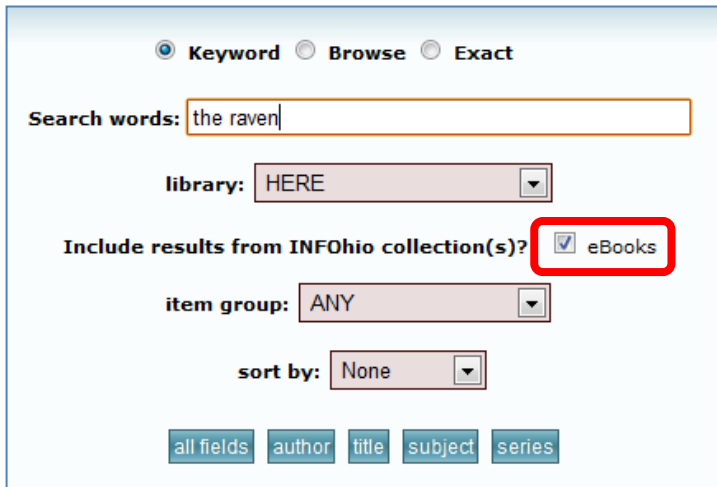 Keyword Browse Exact
Search words: the raven
library: HERE
Include results from INFOhio collection(s)? eBooks
item group: ANY
sort by: None
all fields author title subject series